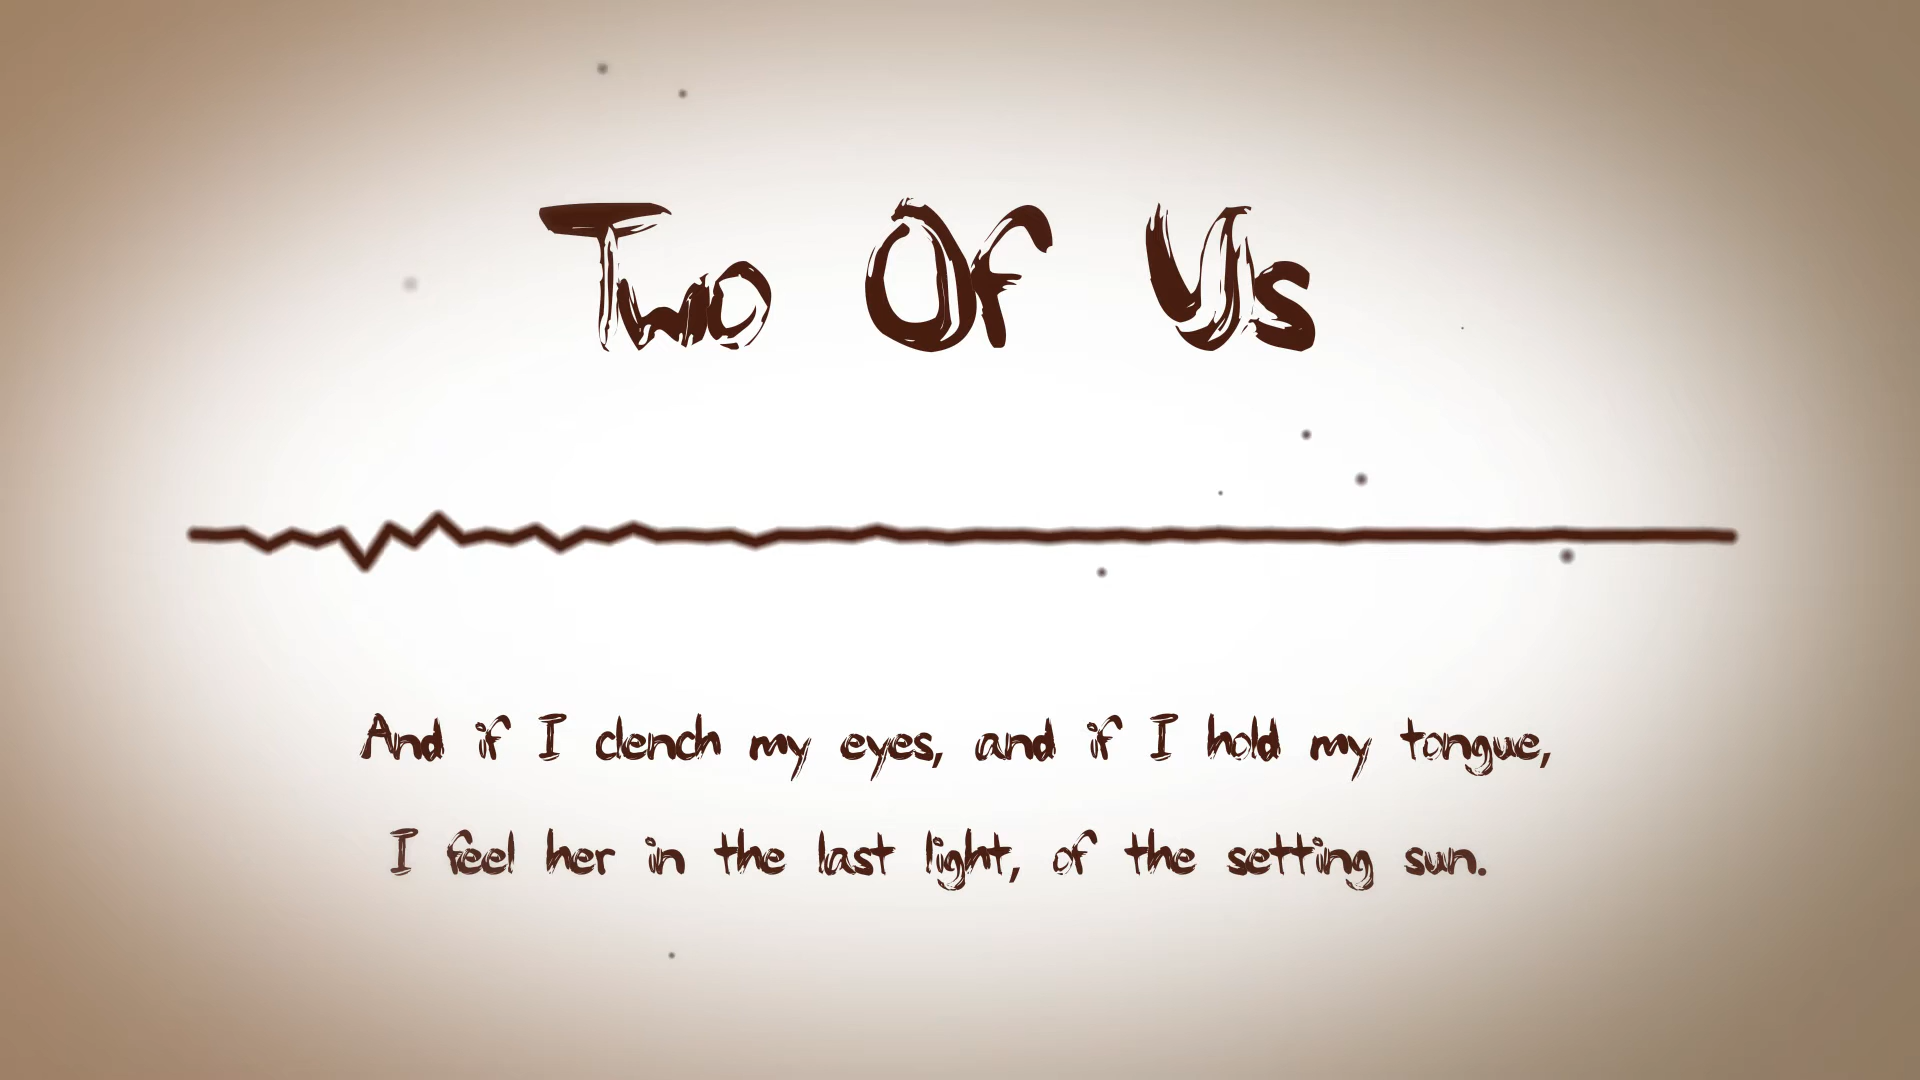 Two Of Us
And if I clench my eyes, and if I hold my tongue,
I feel her in the last light, of the setting sun.